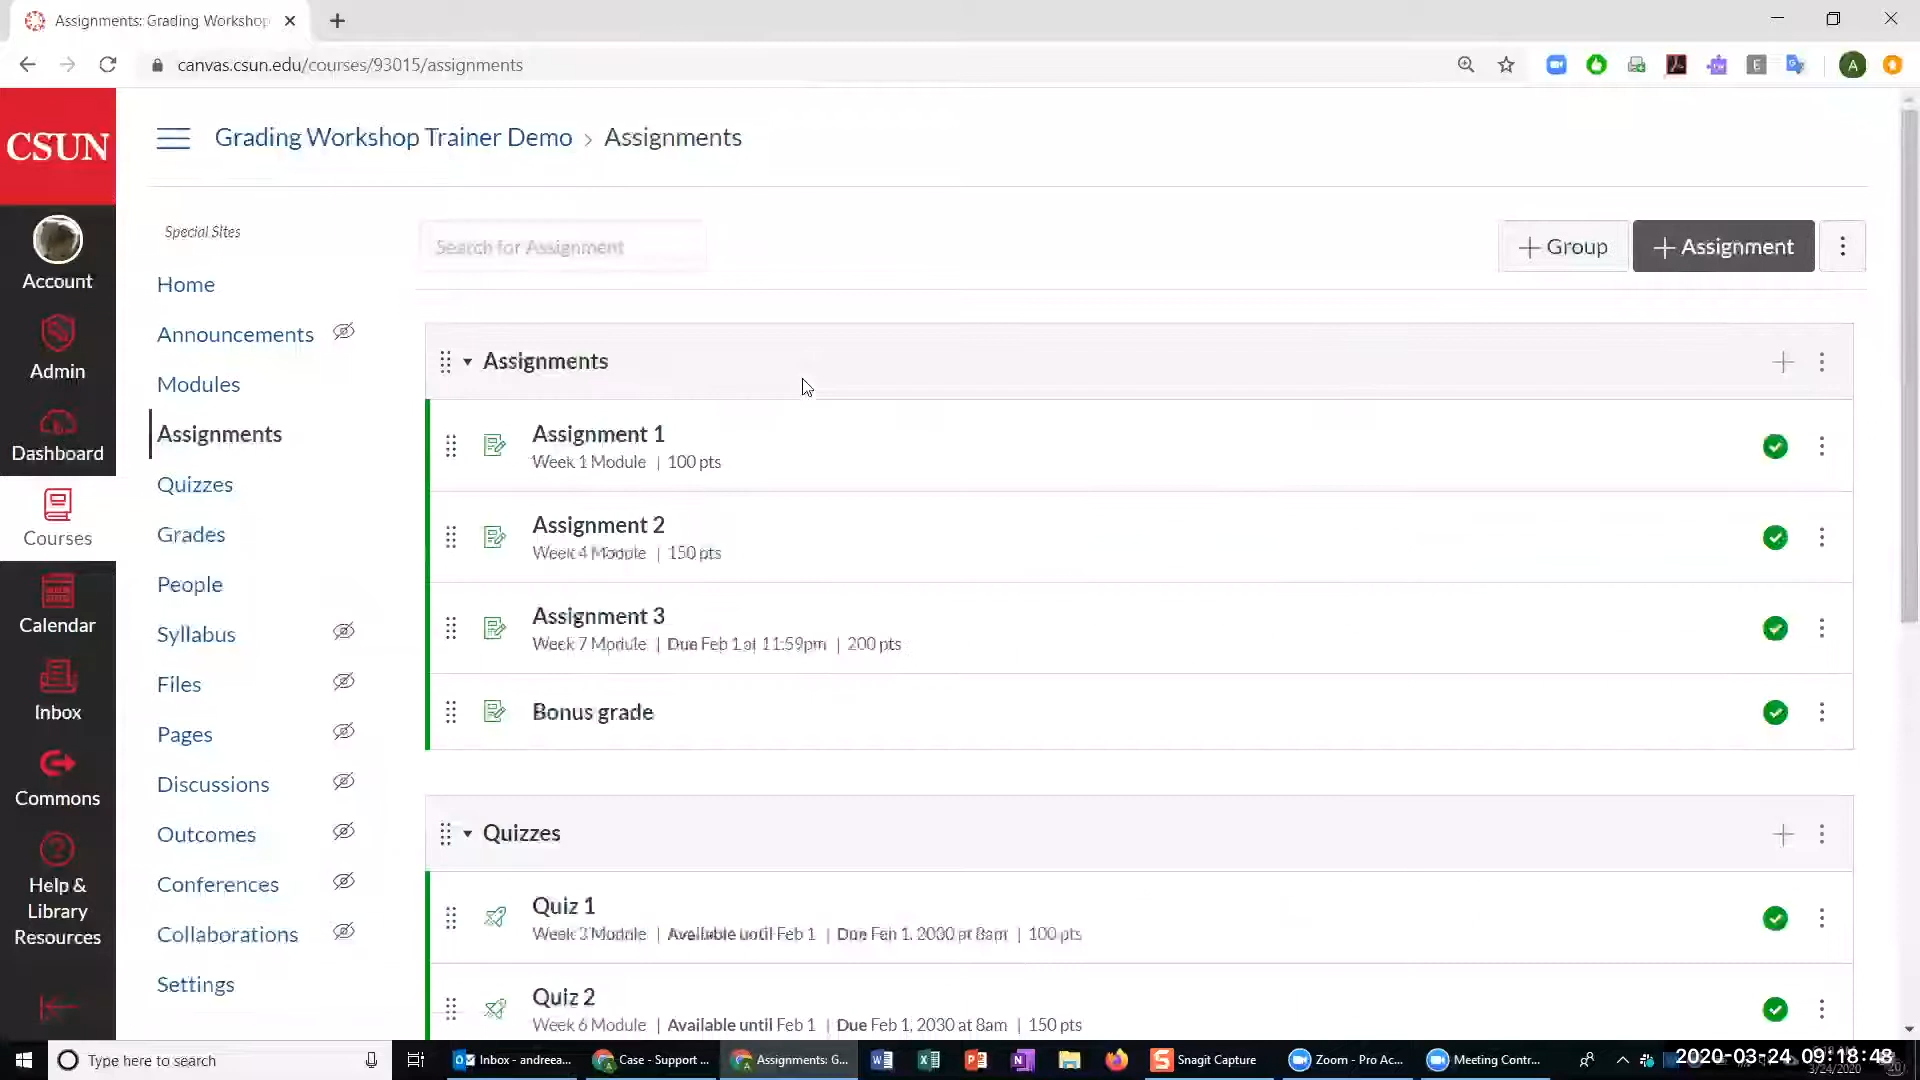 Assignments: Grading Workshop
canvas.csun.edu/courses/93015/assignments
A
CSUN
Account
Admin
Dashboard
Courses
Calendar
Inbox
Commons
Help &
Library
Resources
Grading Workshop Trainer Demo > Assignments
Special Sites
Home
Announcements
Modules
Assignments
Quizzes
Grades
People
Syllabus
Files
Pages
Discussions
Outcomes
Conferences
Collaborations
Settings
Search for Assignment
+ Group
+ Assignment
Assignments
Assignment 1
Week 1 Module | 100 pts
Assignment 2
Week 4 Module | 150 pts
Assignment 3
Week 7 Module | Due Feb 1 at 11:59pm | 200 pts
Bonus grade
Quizzes
Quiz 1
Week 3 Module | Available until Feb 1 | Due Feb 1, 2030 at 8am | 100 pts
Quiz 2
Week 6 Module | Available until Feb 1 | Due Feb 1, 2030 at 8am | 150 pts
Type here to search
Inbox - andreea...
Case - Support ...
Assignments: G...
Snagit Capture
Zoom - Pro Ac...
Meeting Contr...
2020-03-24 09:18:48
3/24/2020